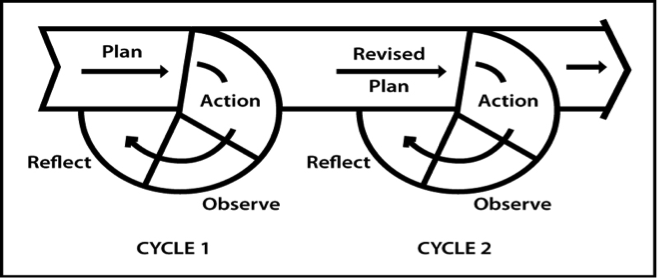 Plan
Action
Reflect
Observe
CYCLE 1
Revised
Plan
Action
Reflect
Observe
CYCLE 2